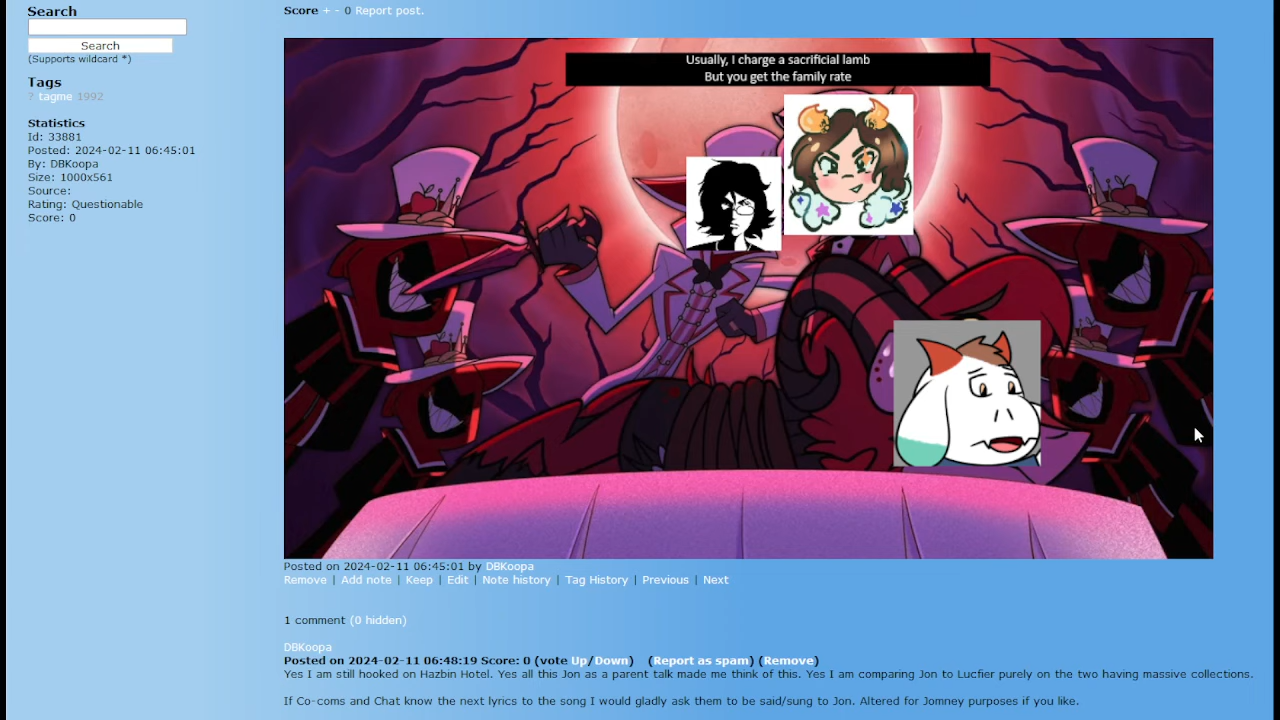 Search
Search
(Supports wildcard *)
Tags
? tagme 1992
Statistics
Id: 33881
Posted: 2024-02-11 06:45:01
By: DBKoopa
Size: 1000x561
Source:
Rating: Questionable
Score: 0
Score + - 0 Report post.
Usually, I charge a sacrificial lamb
But you get the family rate
Posted on 2024-02-11 06:45:01 by DBKoopa
Remove | Add note | Keep | Edit | Note history | Tag History | Previous | Next
1 comment (0 hidden)
DBKoopa
Posted on 2024-02-11 06:48:19 Score: 0 (vote Up/Down) (Report as spam) (Remove)
Yes I am still hooked on Hazbin Hotel. Yes all this Jon as a parent talk made me think of this. Yes I am comparing Jon to Lucfier purely on the two having massive collections.
If Co-coms and Chat know the next lyrics to the song I would gladly ask them to be said/sung to Jon. Altered for Jomney purposes if you like.